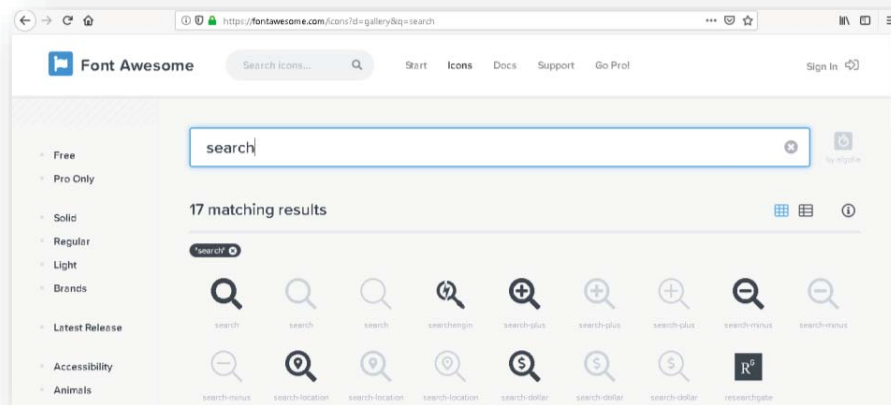 https://fontawesome.com/icons?d=gallery&q=search
Font Awesome
Search icons...
Start Icons Docs Support Go Pro!
Sign In
search
by algolia
Free
Pro Only
Solid
Regular
Light
Brands
Latest Release
Accessibility
Animals
17 matching results
"search"
search search search searchengin search-plus search-plus search-plus search-minus search-minus
search-minus search-location search-location search-location search-dollar search-dollar search-dollar researchgate